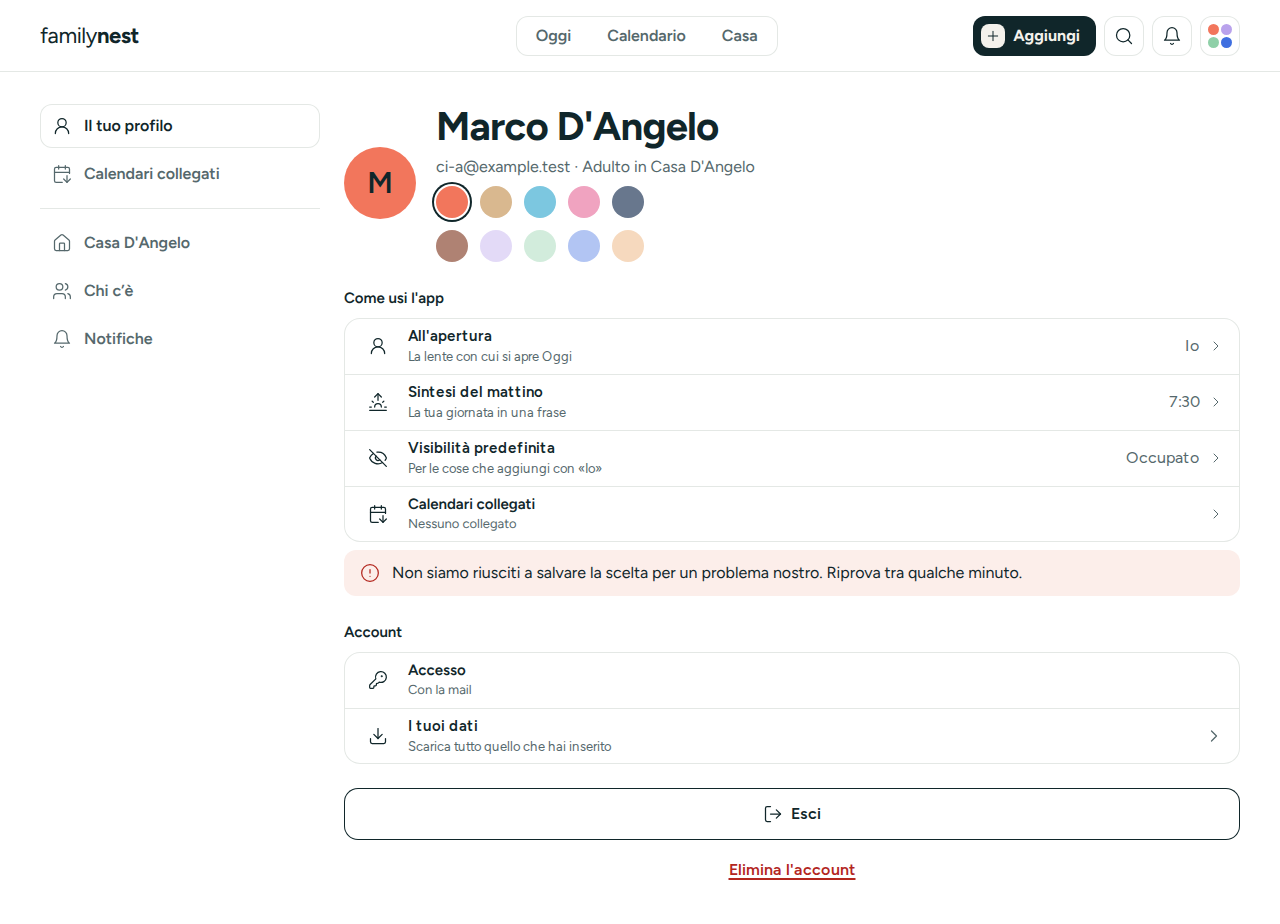 familynest
Oggi
Calendario
Casa
Aggiungi
Il tuo profilo
Calendari collegati
Casa D'Angelo
Chi c’è
Notifiche
M
Marco D'Angelo
ci-a@example.test · Adulto in Casa D'Angelo
Come usi l'app
All'apertura
La lente con cui si apre Oggi
Io
Sintesi del mattino
La tua giornata in una frase
7:30
Visibilità predefinita
Per le cose che aggiungi con «Io»
Occupato
Calendari collegati
Nessuno collegato
Non siamo riusciti a salvare la scelta per un problema nostro. Riprova tra qualche minuto.
Account
Accesso
Con la mail
I tuoi dati
Scarica tutto quello che hai inserito
Esci
Elimina l'account